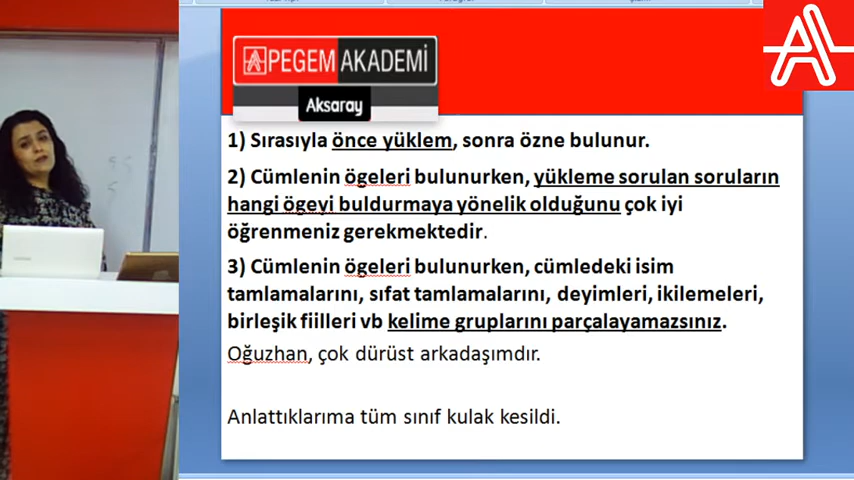 PEGEM AKADEMİ
Aksaray
1) Sırasıyla önce yüklem, sonra özne bulunur.
2) Cümlenin ögeleri bulunurken, yükleme sorulan soruların
hangi ögeyi buldurmaya yönelik olduğunu çok iyi
öğrenmeniz gerekmektedir.
3) Cümlenin ögeleri bulunurken, cümledeki isim
tamlamalarını, sıfat tamlamalarını, deyimleri, ikilemeleri,
birleşik fiilleri vb kelime gruplarını parçalayamazsınız.
Oğuzhan, çok dürüst arkadaşımdır.
Anlattıklarıma tüm sınıf kulak kesildi.